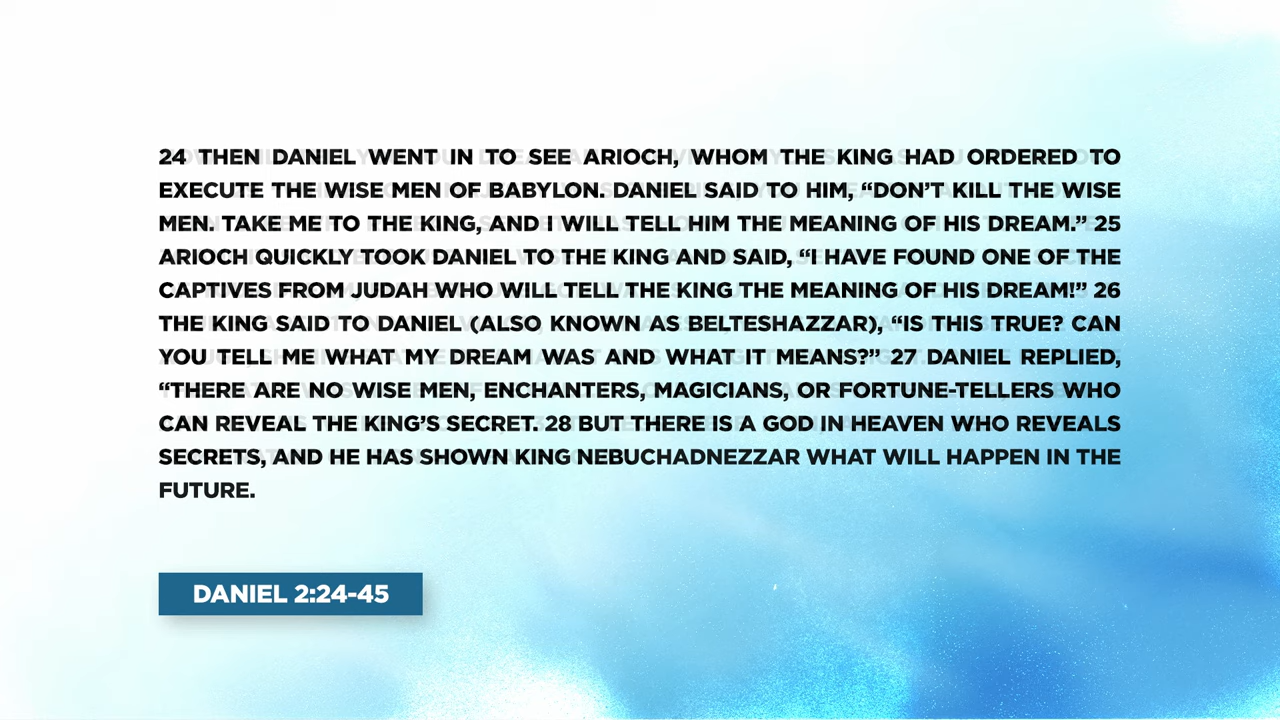 24 THEN DANIEL WENT IN TO SEE ARIOCH, WHOM THE KING HAD ORDERED TO
EXECUTE THE WISE MEN OF BABYLON. DANIEL SAID TO HIM, “DON’T KILL THE WISE
MEN. TAKE ME TO THE KING, AND I WILL TELL HIM THE MEANING OF HIS DREAM.” 25
ARIOCH QUICKLY TOOK DANIEL TO THE KING AND SAID, “I HAVE FOUND ONE OF THE
CAPTIVES FROM JUDAH WHO WILL TELL THE KING THE MEANING OF HIS DREAM!” 26
THE KING SAID TO DANIEL (ALSO KNOWN AS BELTESHAZZAR), “IS THIS TRUE? CAN
YOU TELL ME WHAT MY DREAM WAS AND WHAT IT MEANS?” 27 DANIEL REPLIED,
“THERE ARE NO WISE MEN, ENCHANTERS, MAGICIANS, OR FORTUNE-TELLERS WHO
CAN REVEAL THE KING’S SECRET. 28 BUT THERE IS A GOD IN HEAVEN WHO REVEALS
SECRETS, AND HE HAS SHOWN KING NEBUCHADNEZZAR WHAT WILL HAPPEN IN THE
FUTURE.
DANIEL 2:24-45